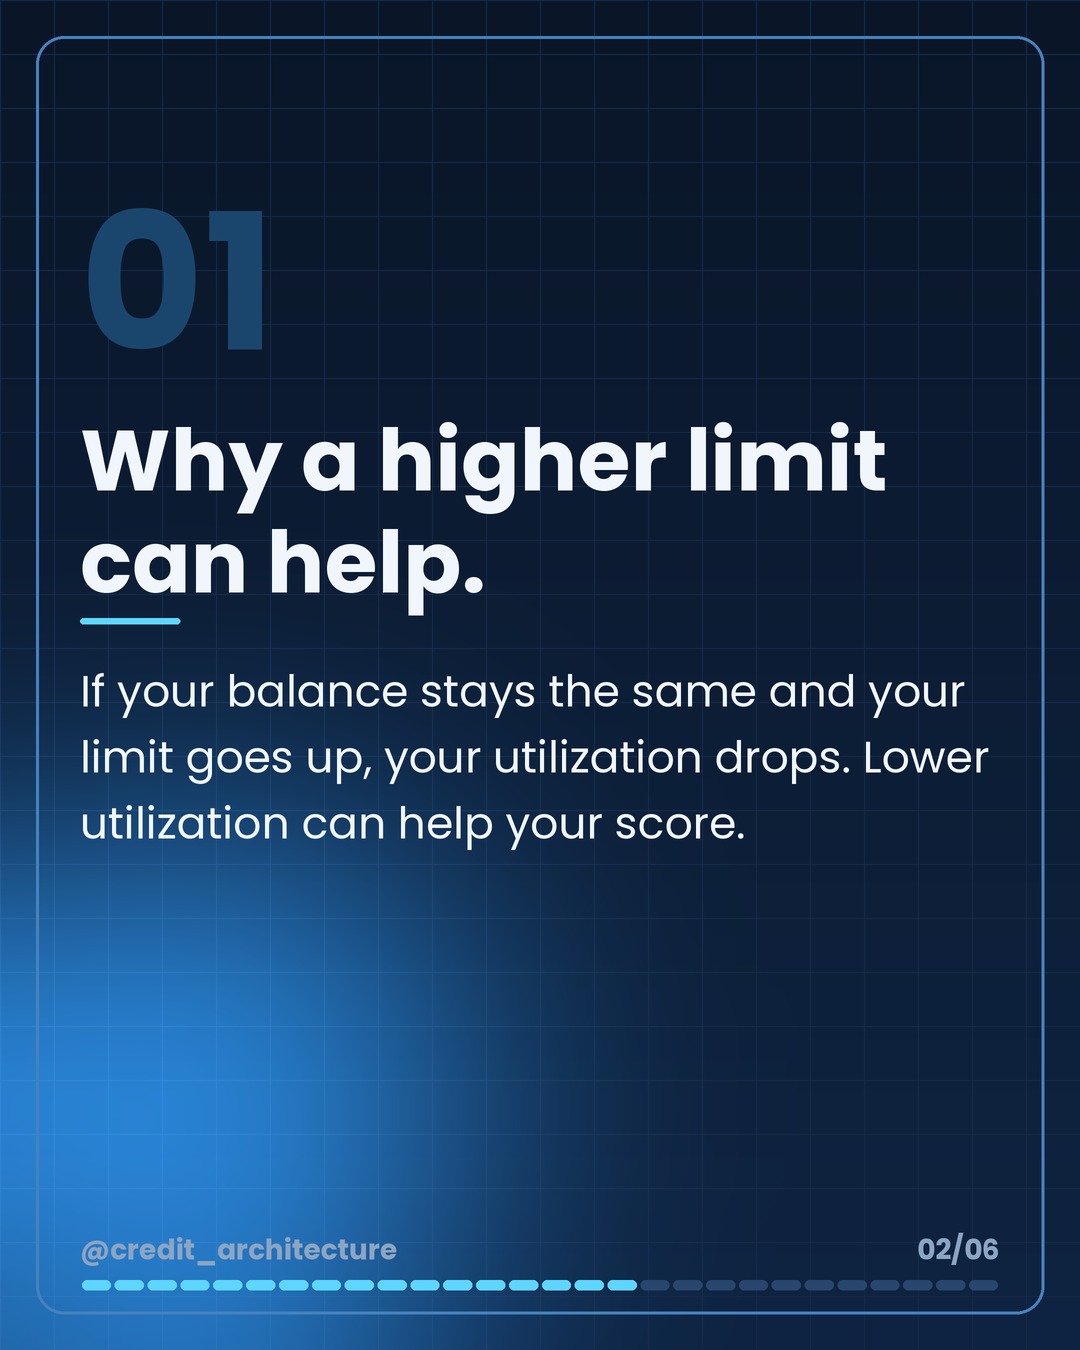 01
Why a higher limit
can help.
If your balance stays the same and your
limit goes up, your utilization drops. Lower
utilization can help your score.
@credit_architecture
02/06